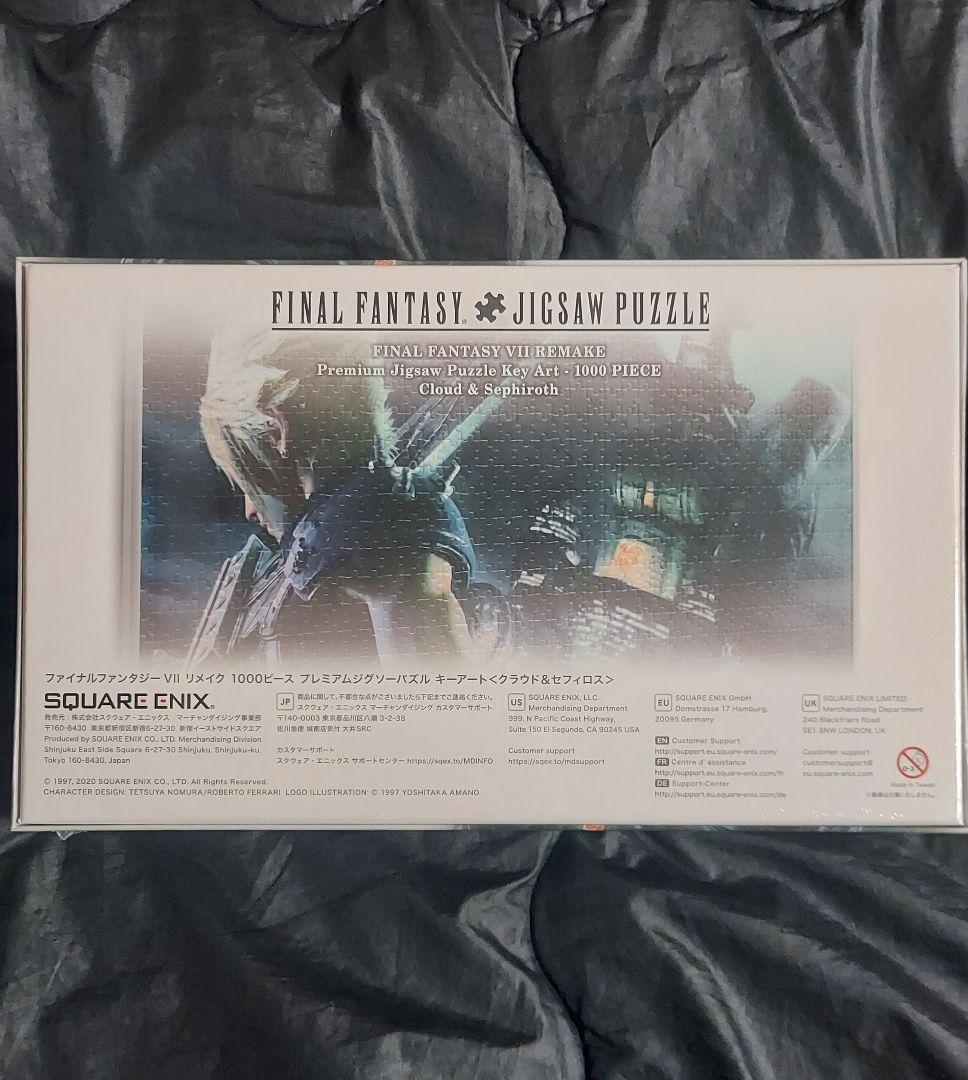 FINAL FANTASY® JIGSAW PUZZLE
FINAL FANTASY VII REMAKE
Premium Jigsaw Puzzle Key Art - 1000 PIECE
Cloud & Sephiroth
ファイナルファンタジー VII リメイク 1000ピース プレミアムジグソーパズル キーアート<クラウド&セフィロス>
SQUARE ENIX®
発売元:株式会社スクウェア・エニックス マーチャンダイジング事業部
〒160-8430 東京都新宿区新宿6-27-30 新宿イーストサイドスクエア
Produced by SQUARE ENIX CO., LTD. Merchandising Division
Shinjuku East Side Square 6-27-30 Shinjuku, Shinjuku-ku,
Tokyo 160-8430, Japan
© 1997, 2020 SQUARE ENIX CO., LTD. All Rights Reserved.
CHARACTER DESIGN: TETSUYA NOMURA/ROBERTO FERRARI LOGO ILLUSTRATION: © 1997 YOSHITAKA AMANO
JP 商品に関して、不都合な点がございましたら下記までご連絡ください。
スクウェア・エニックス マーチャンダイジング カスタマーサポート
〒140-0003 東京都品川区八潮 3-2-38
佐川急便 城南店気付 大井SRC
カスタマーサポート
スクウェア・エニックス サポートセンター https://sqex.to/MDINFO
US SQUARE ENIX, LLC.
Merchandising Department
999. N Pacific Coast Highway,
Suite 150 El Segundo, CA 90245 USA
Customer support
https://sqex.to/mdsupport
EU SQUARE ENIX GmbH
Domstrasse 17 Hamburg,
20095 Germany
EN Customer Support
http://support.eu.square-enix.com/
FR Centre d' assistance
http://support.eu.square-enix.com/fr
DE Support-Center
http://support.eu.square-enix.com/de
UK SQUARE ENIX LIMITED
Merchandising Department
240 Blackfriars Road.
SE1 8NW LONDON, UK
Customer support
customersupport@
eu.square-enix.com
0-3
Made in Taiwan